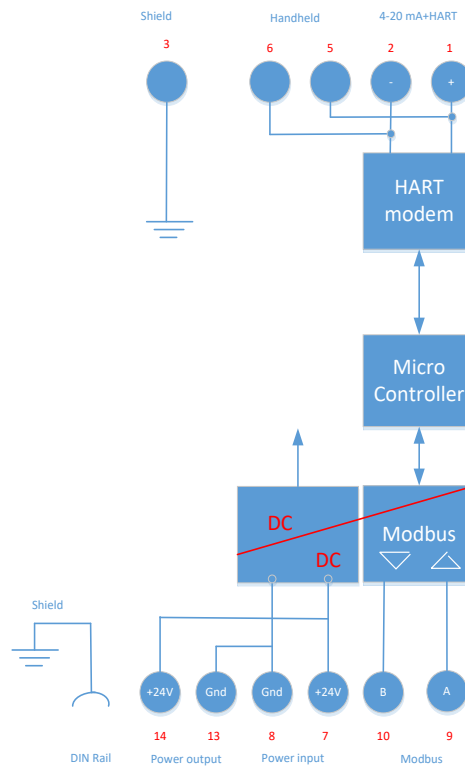 Shield Handheld 4-20 mA+HART
3 6 5 2 1
- +
HART
modem
Micro
Controller
DC
DC
Modbus
Shield
+24V Gnd Gnd +24V B A
14 13 8 7 10 9
DIN Rail Power output Power input Modbus